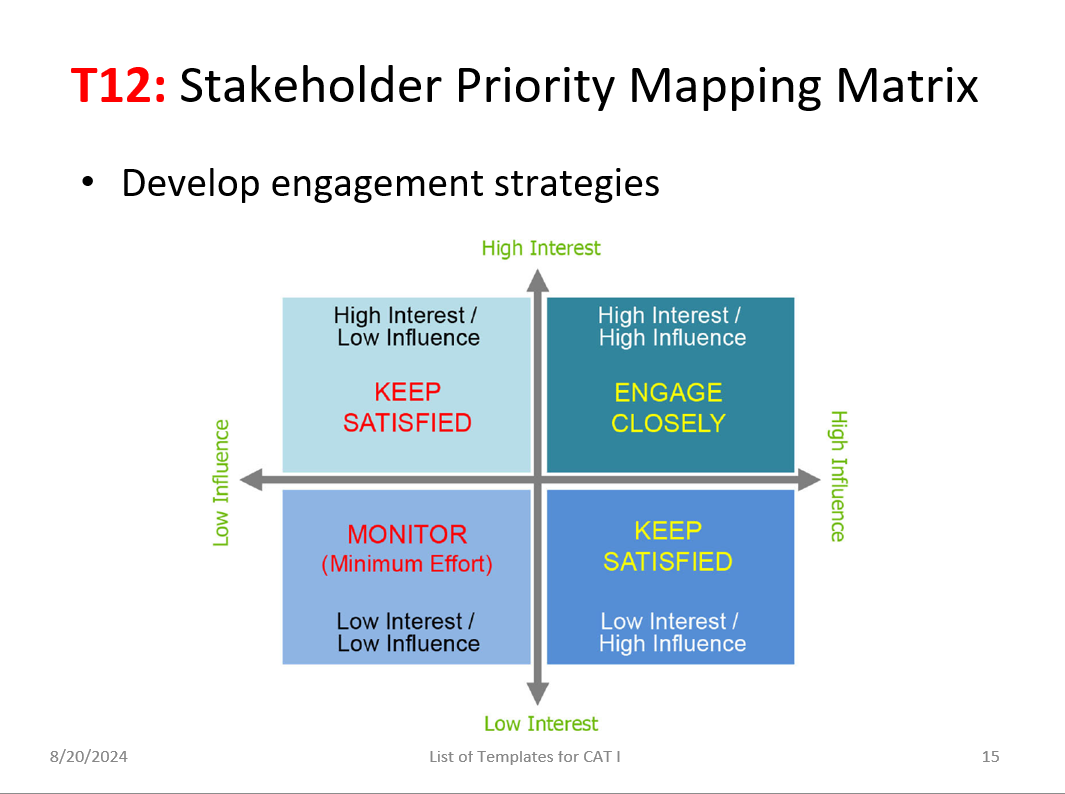 T12: Stakeholder Priority Mapping Matrix
• Develop engagement strategies
High Interest
High Interest /
Low Influence
KEEP
SATISFIED
High Interest /
High Influence
ENGAGE
CLOSELY
Low Influence
High Influence
MONITOR
(Minimum Effort)
Low Interest /
Low Influence
KEEP
SATISFIED
Low Interest /
High Influence
Low Interest
8/20/2024
List of Templates for CAT I
15